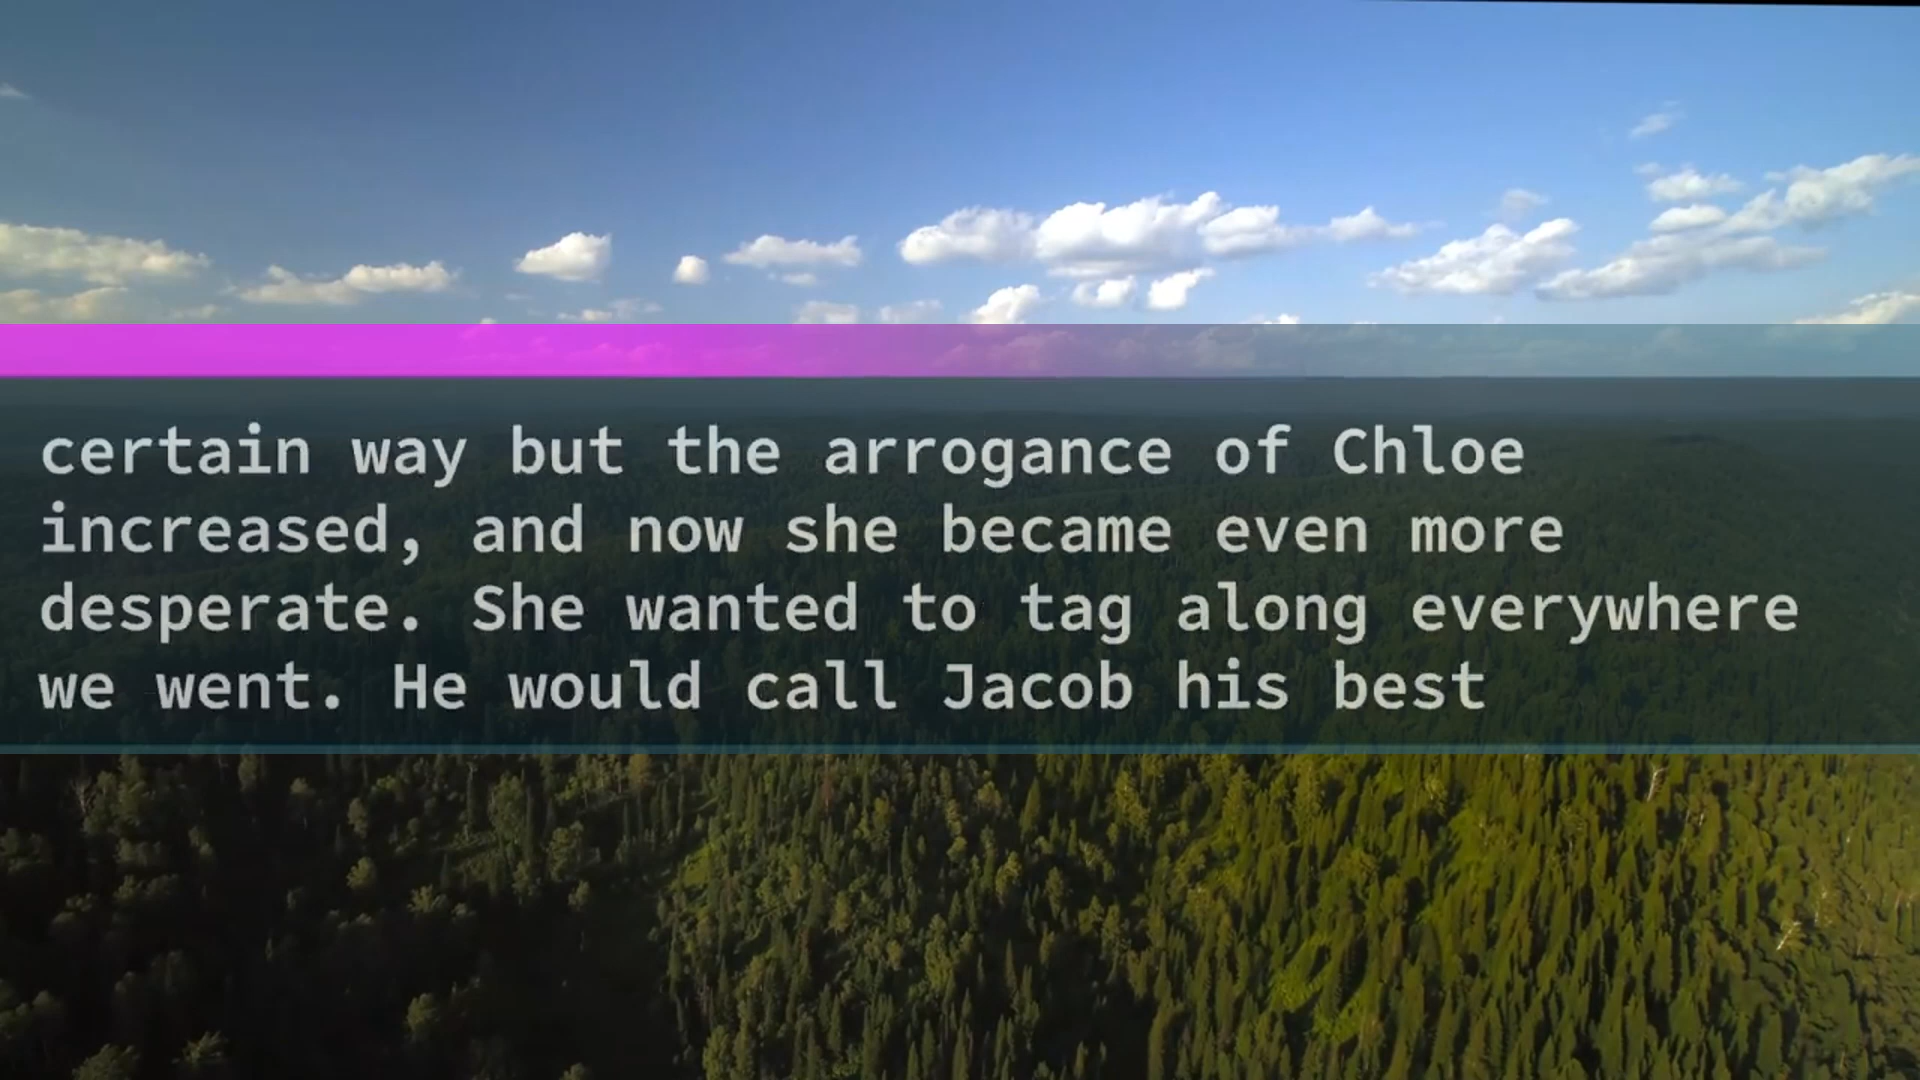 certain way but the arrogance of Chloe
increased, and now she became even more
desperate. She wanted to tag along everywhere
we went. He would call Jacob his best